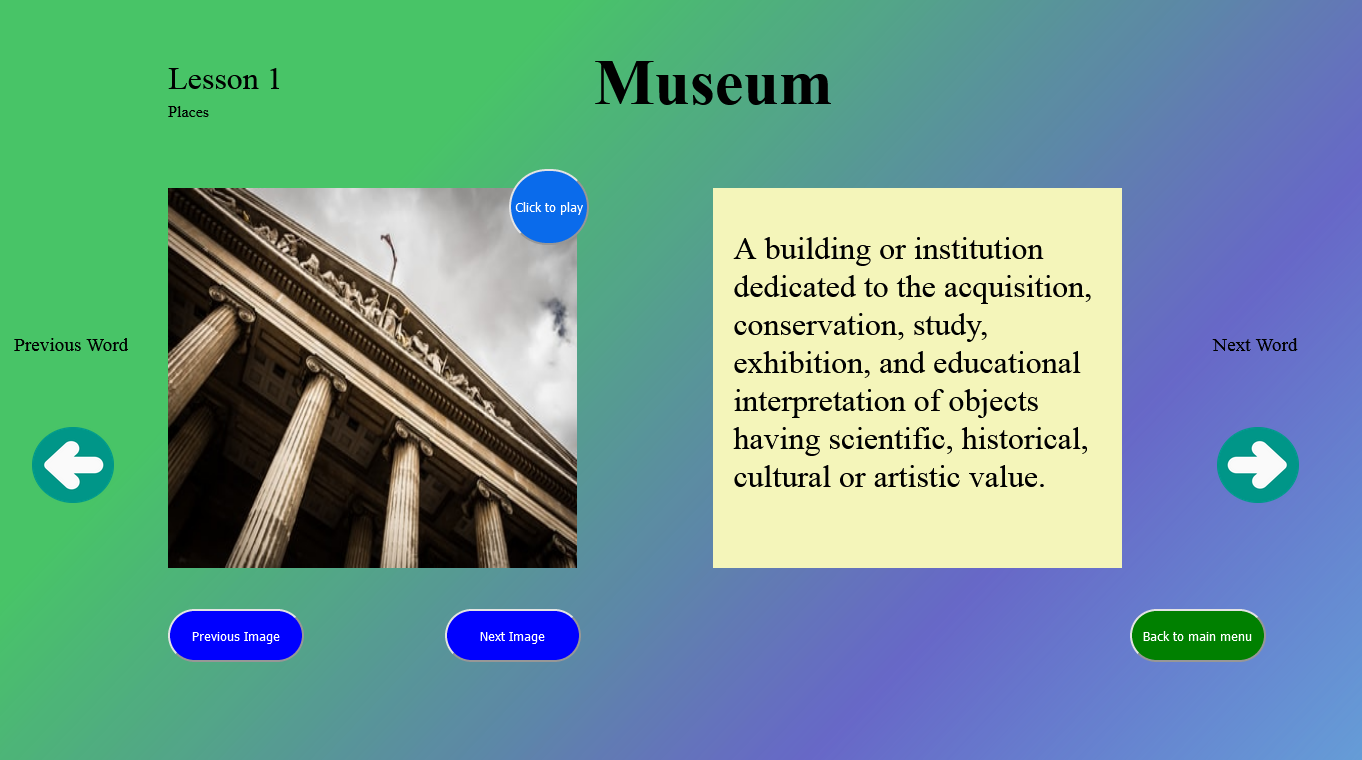 Lesson 1
Places
Museum
Click to play
A building or institution
dedicated to the acquisition,
conservation, study,
exhibition, and educational
interpretation of objects
having scientific, historical,
cultural or artistic value.
Previous Word
Next Word
Previous Image
Next Image
Back to main menu